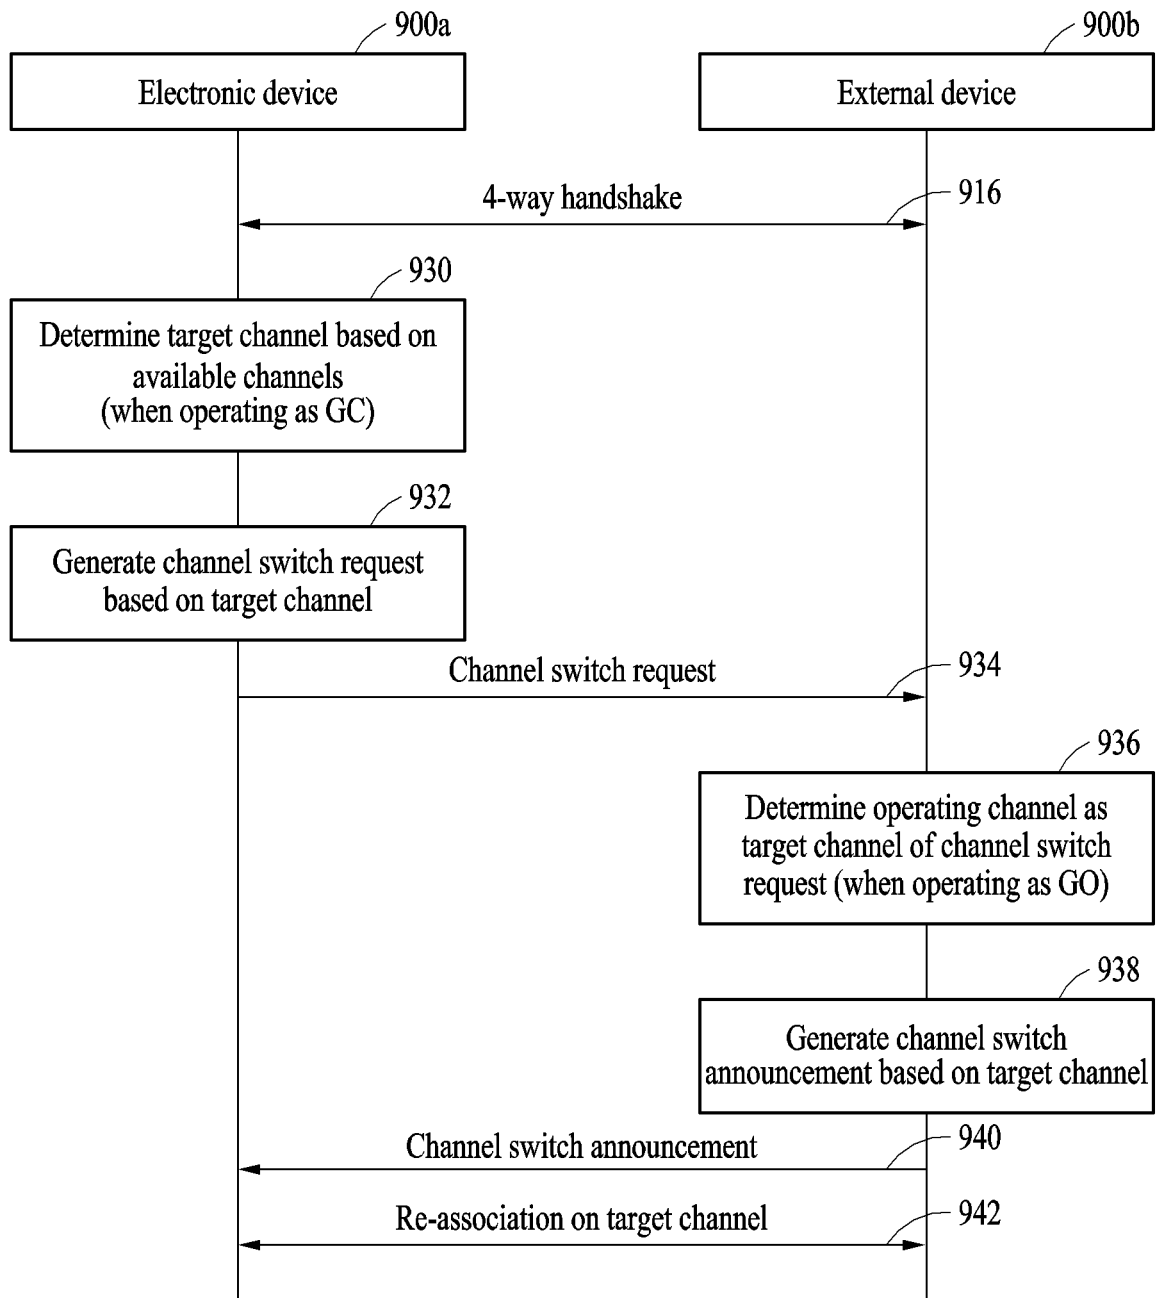 900a
900b
Electronic device
External device
4-way handshake
916
930
Determine target channel based on
available channels
(when operating as GC)
932
Generate channel switch request
based on target channel
Channel switch request
934
936
Determine operating channel as
target channel of channel switch
request (when operating as GO)
938
Generate channel switch
announcement based on target channel
Channel switch announcement
940
Re-association on target channel
942